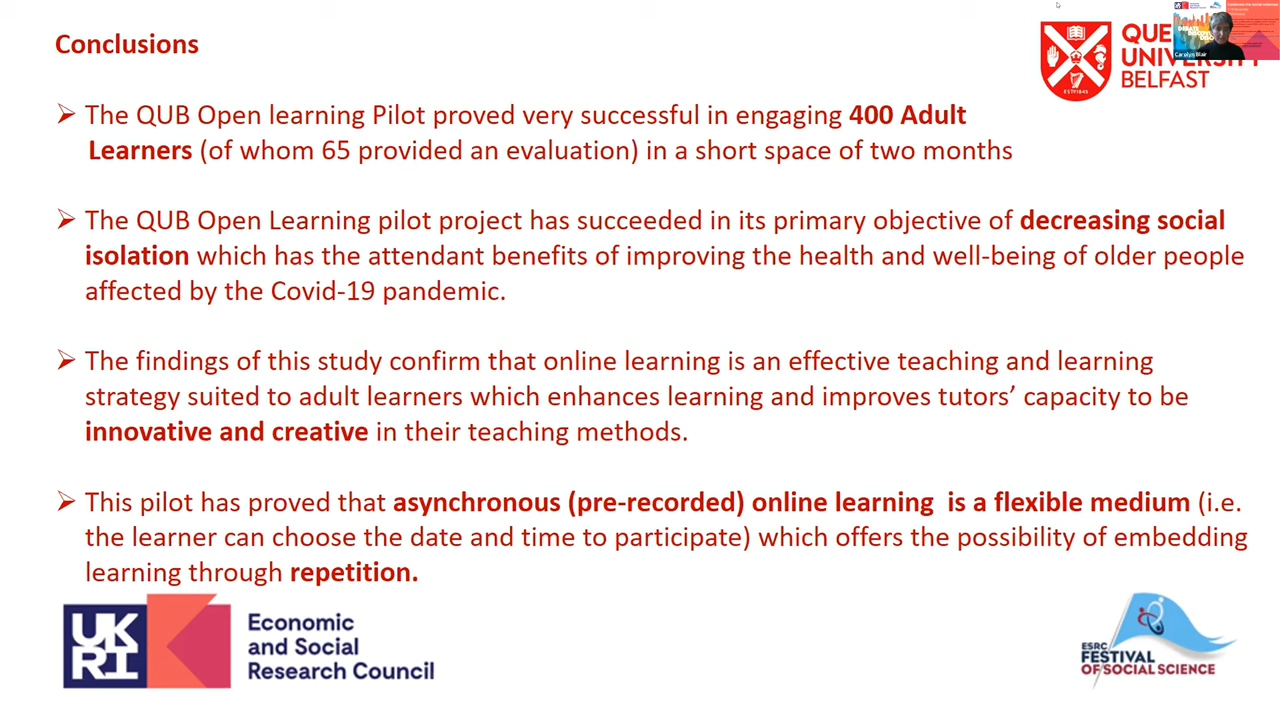 Conclusions
➢ The QUB Open learning Pilot proved very successful in engaging 400 Adult
Learners (of whom 65 provided an evaluation) in a short space of two months
➢ The QUB Open Learning pilot project has succeeded in its primary objective of decreasing social
isolation which has the attendant benefits of improving the health and well-being of older people
affected by the Covid-19 pandemic.
➢ The findings of this study confirm that online learning is an effective teaching and learning
strategy suited to adult learners which enhances learning and improves tutors’ capacity to be
innovative and creative in their teaching methods.
➢ This pilot has proved that asynchronous (pre-recorded) online learning  is a flexible medium (i.e.
the learner can choose the date and time to participate) which offers the possibility of embedding
learning through repetition.
QUE
UNIVERSITY
BELFAST
ESTD1845
Carolyn Blair
UK
RI
Economic
and Social
Research Council
ESRC
FESTIVAL
OF SOCIAL SCIENCE